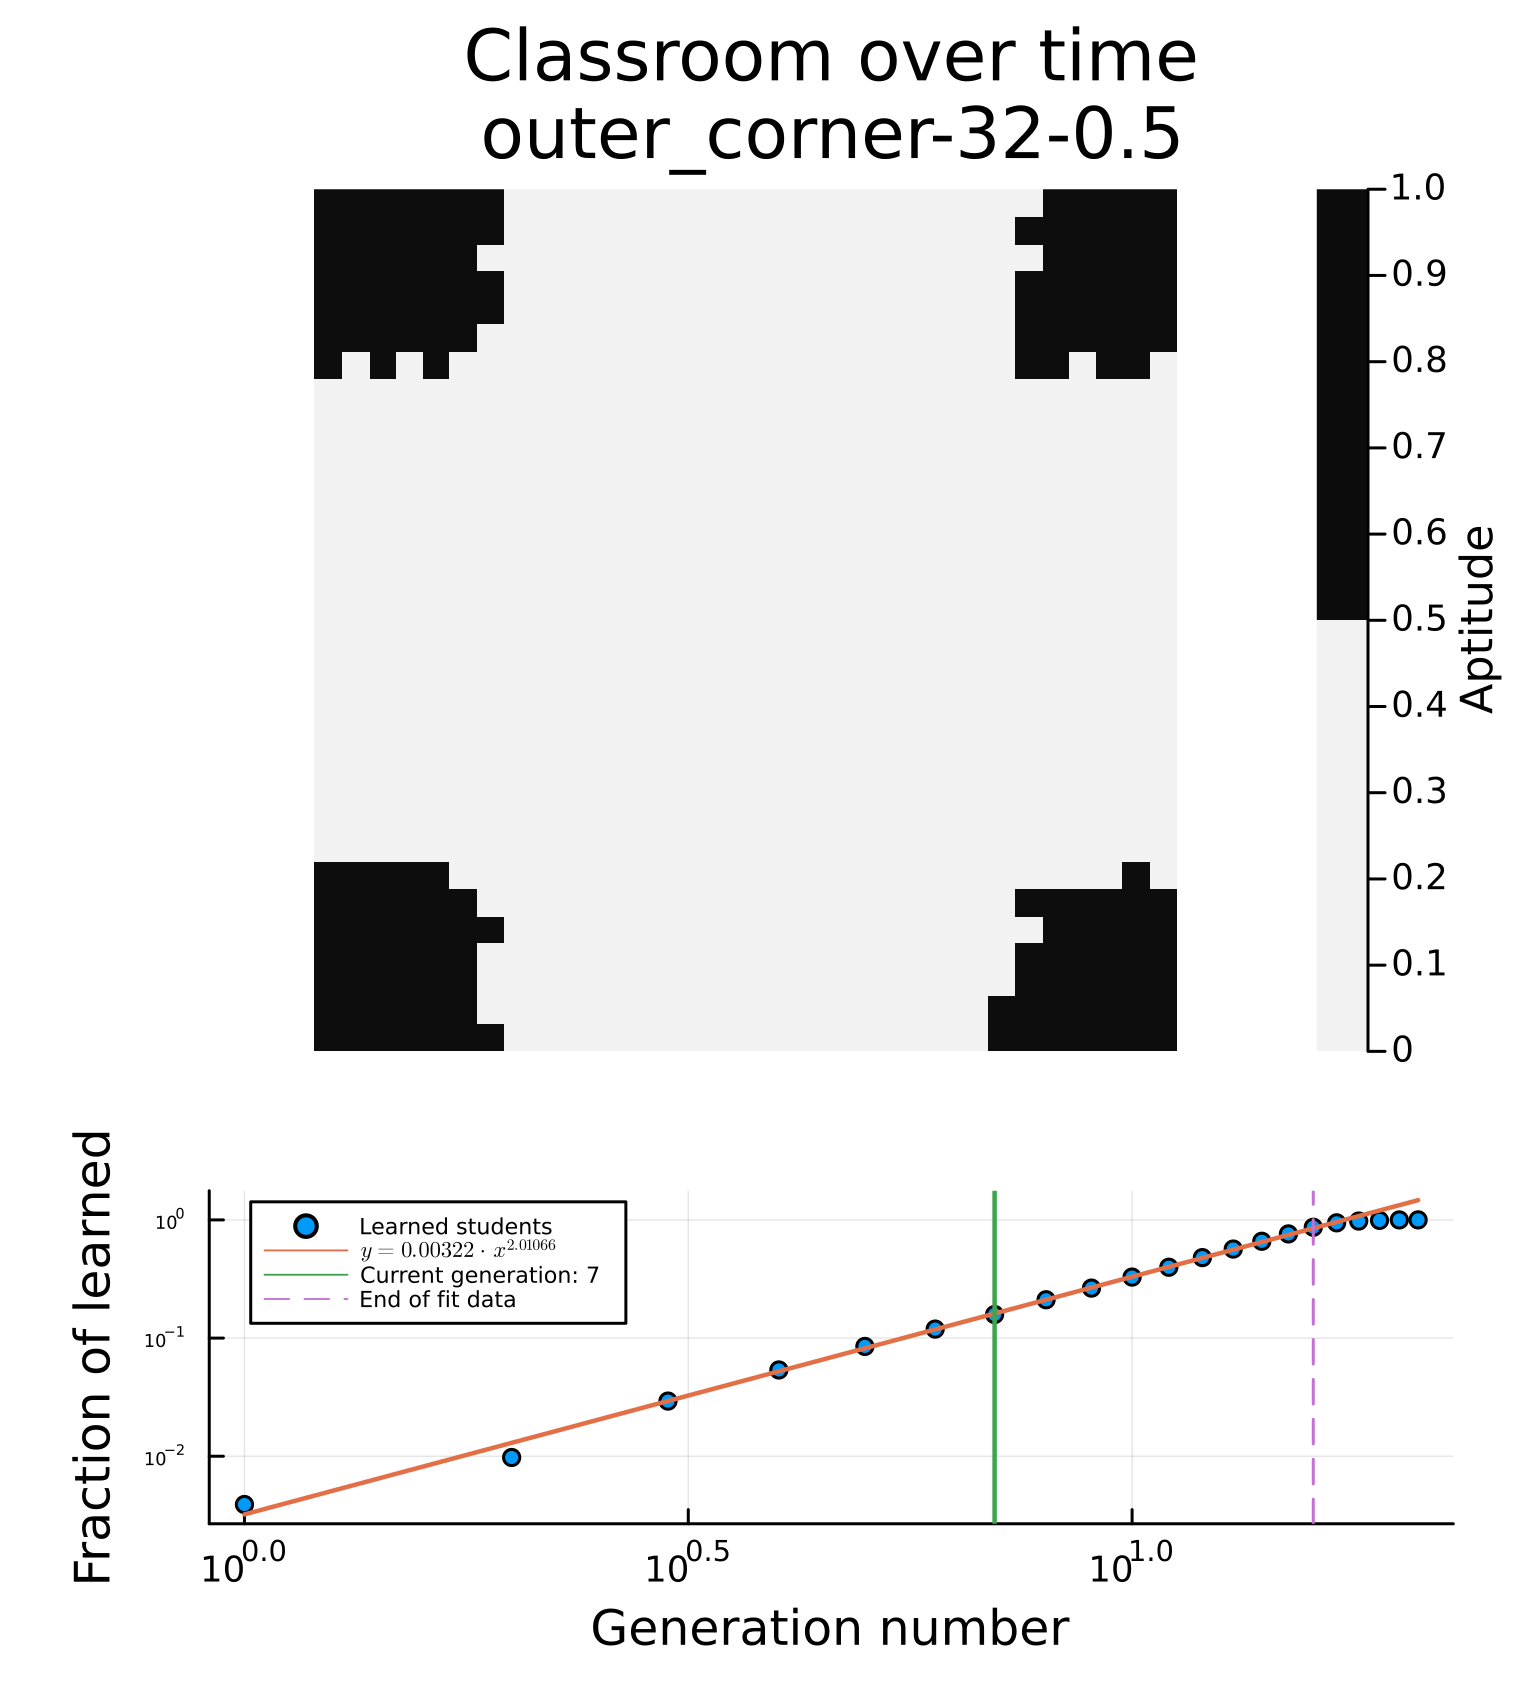 Classroom over time
outer_corner-32-0.5
1.0
0.9
0.8
0.7
0.6
0.5
0.4
0.3
0.2
0.1
0
Aptitude
Fraction of learned
10^0
10^−1
10^−2
Learned students
y = 0.00322 · x^2.01066
Current generation: 7
End of fit data
10^0.0
10^0.5
10^1.0
Generation number